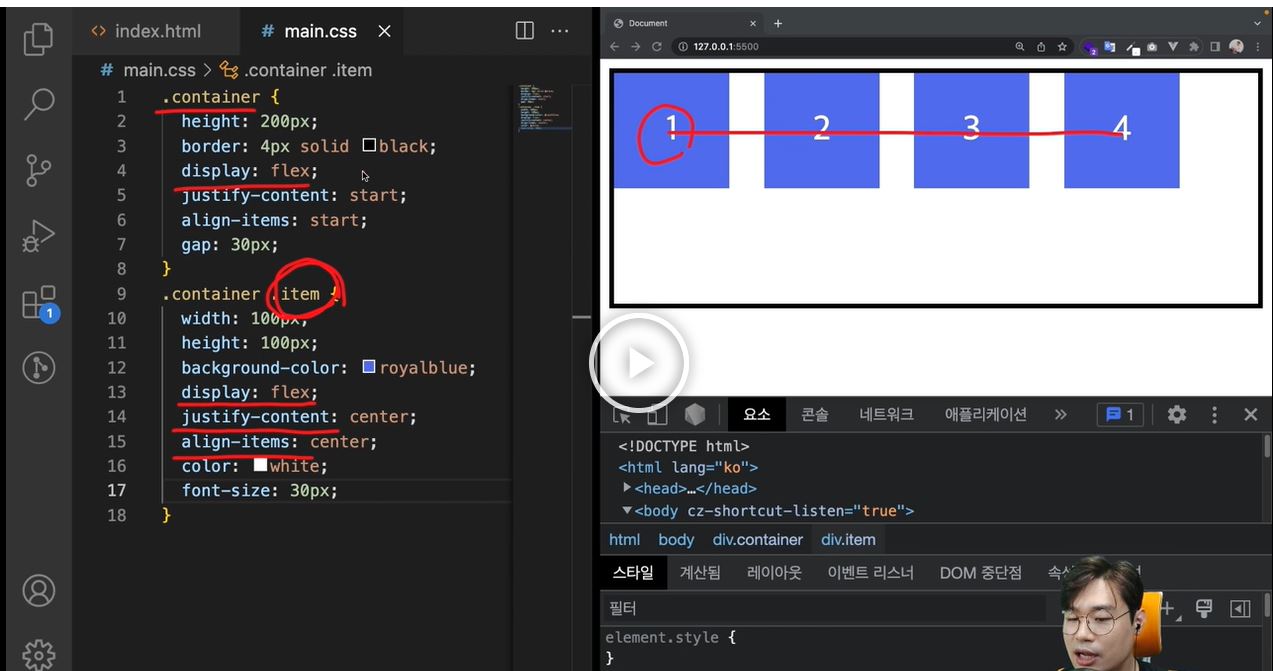 index.html
# main.css
# main.css > .container .item
1 .container {
2 height: 200px;
3 border: 4px solid black;
4 display: flex;
5 justify-content: start;
6 align-items: start;
7 gap: 30px;
8 }
9 .container .item {
10 width: 100px;
11 height: 100px;
12 background-color: royalblue;
13 display: flex;
14 justify-content: center;
15 align-items: center;
16 color: white;
17 font-size: 30px;
18 }
1
Document
127.0.0.1:5500
2
1 2 3 4
요소 콘솔 네트워크 애플리케이션 » 1
<!DOCTYPE html>
<html lang="ko">
<head>…</head>
<body cz-shortcut-listen="true">
html body div.container div.item
스타일 계산됨 레이아웃 이벤트 리스너 DOM 중단점
필터
element.style {
}